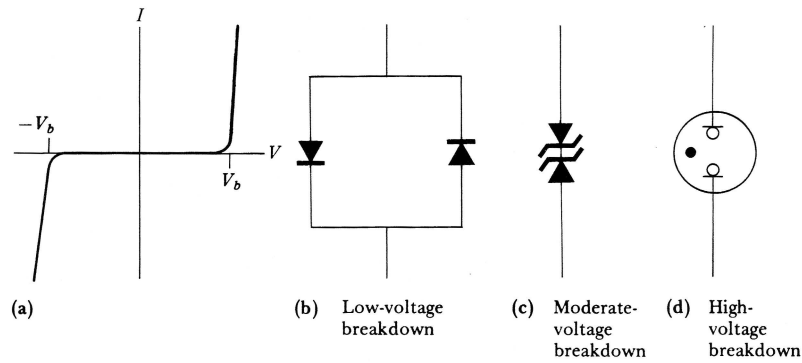 I
−V_b
V
V_b
(a)
(b) Low-voltage
breakdown
(c) Moderate-
voltage
breakdown
(d) High-
voltage
breakdown